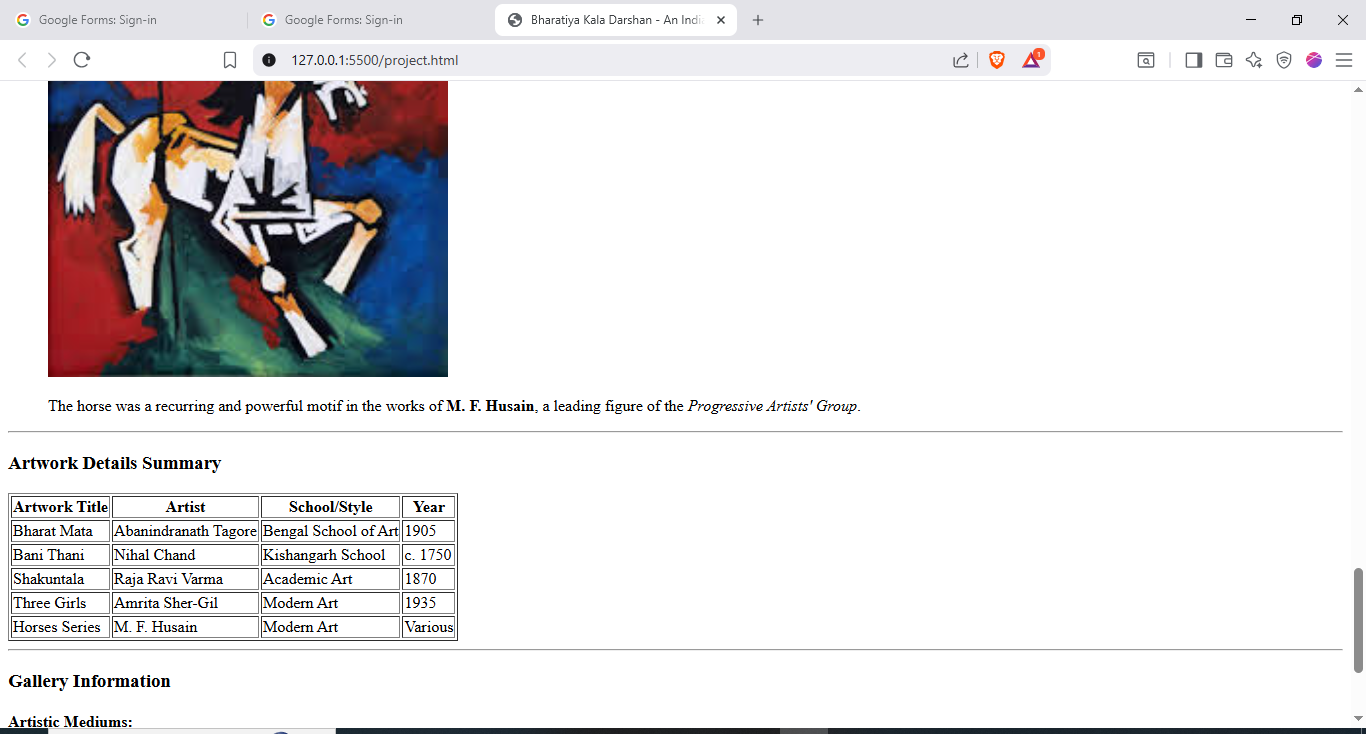 Google Forms: Sign-in
Google Forms: Sign-in
Bharatiya Kala Darshan - An Indi
127.0.0.1:5500/project.html
1
The horse was a recurring and powerful motif in the works of M. F. Husain, a leading figure of the Progressive Artists' Group.
Artwork Details Summary
Artwork Title Artist School/Style Year
Bharat Mata Abanindranath Tagore Bengal School of Art 1905
Bani Thani Nihal Chand Kishangarh School c. 1750
Shakuntala Raja Ravi Varma Academic Art 1870
Three Girls Amrita Sher-Gil Modern Art 1935
Horses Series M. F. Husain Modern Art Various
Gallery Information
Artistic Mediums: